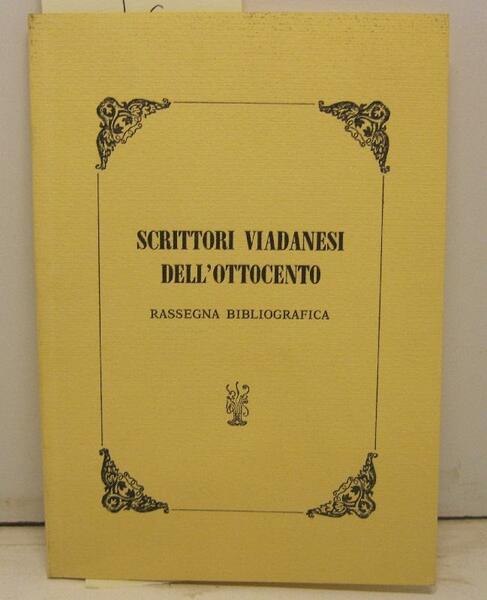 SCRITTORI VIADANESI
DELL'OTTOCENTO
RASSEGNA BIBLIOGRAFICA